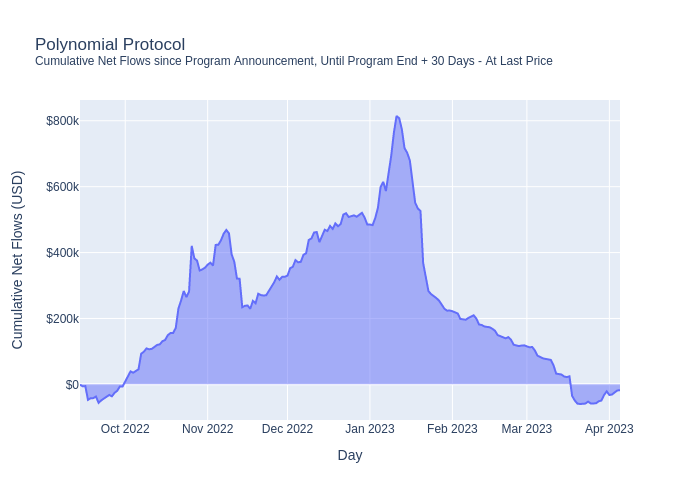 Polynomial Protocol
Cumulative Net Flows since Program Announcement, Until Program End + 30 Days - At Last Price
Cumulative Net Flows (USD)
$800k
$600k
$400k
$200k
$0
Oct 2022 Nov 2022 Dec 2022 Jan 2023 Feb 2023 Mar 2023 Apr 2023
Day